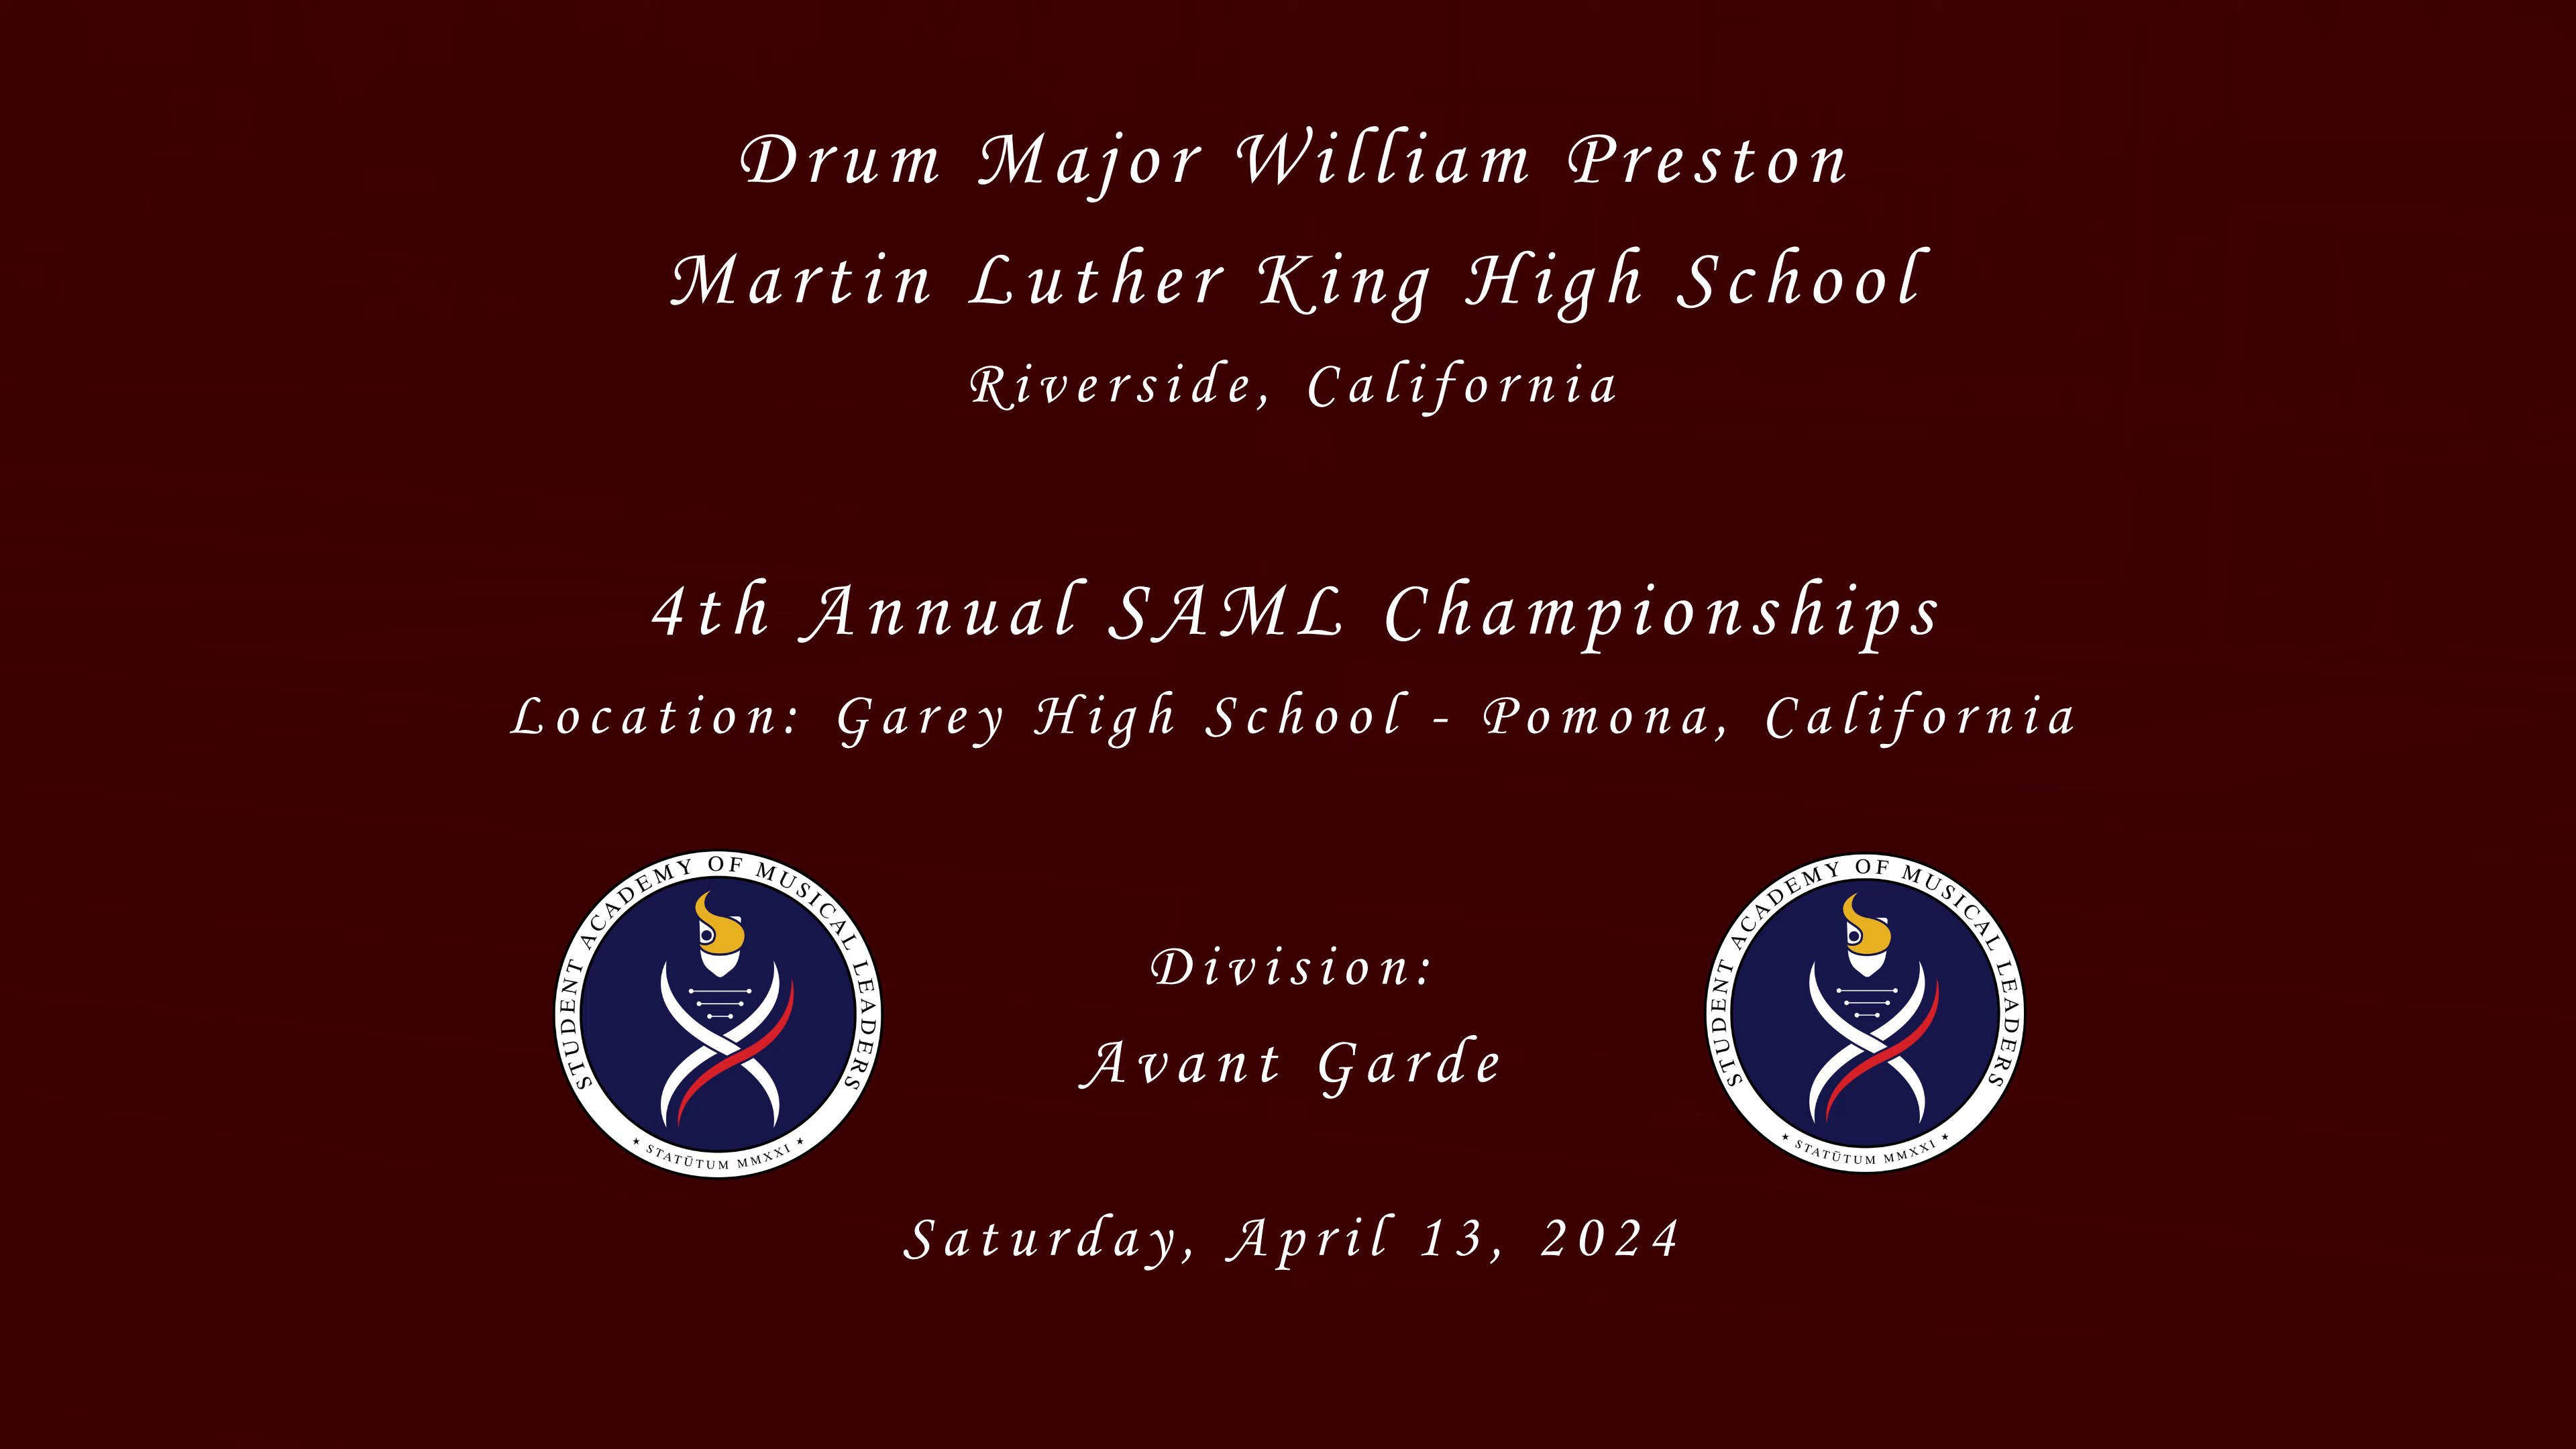 Drum Major William Preston
Martin Luther King High School
Riverside, California
4th Annual SAML Championships
Location: Garey High School - Pomona, California
STUDENT ACADEMY OF MUSICAL LEADERS
★ STATŪTUM MMXXI ★
Division:
Avant Garde
STUDENT ACADEMY OF MUSICAL LEADERS
★ STATŪTUM MMXXI ★
Saturday, April 13, 2024